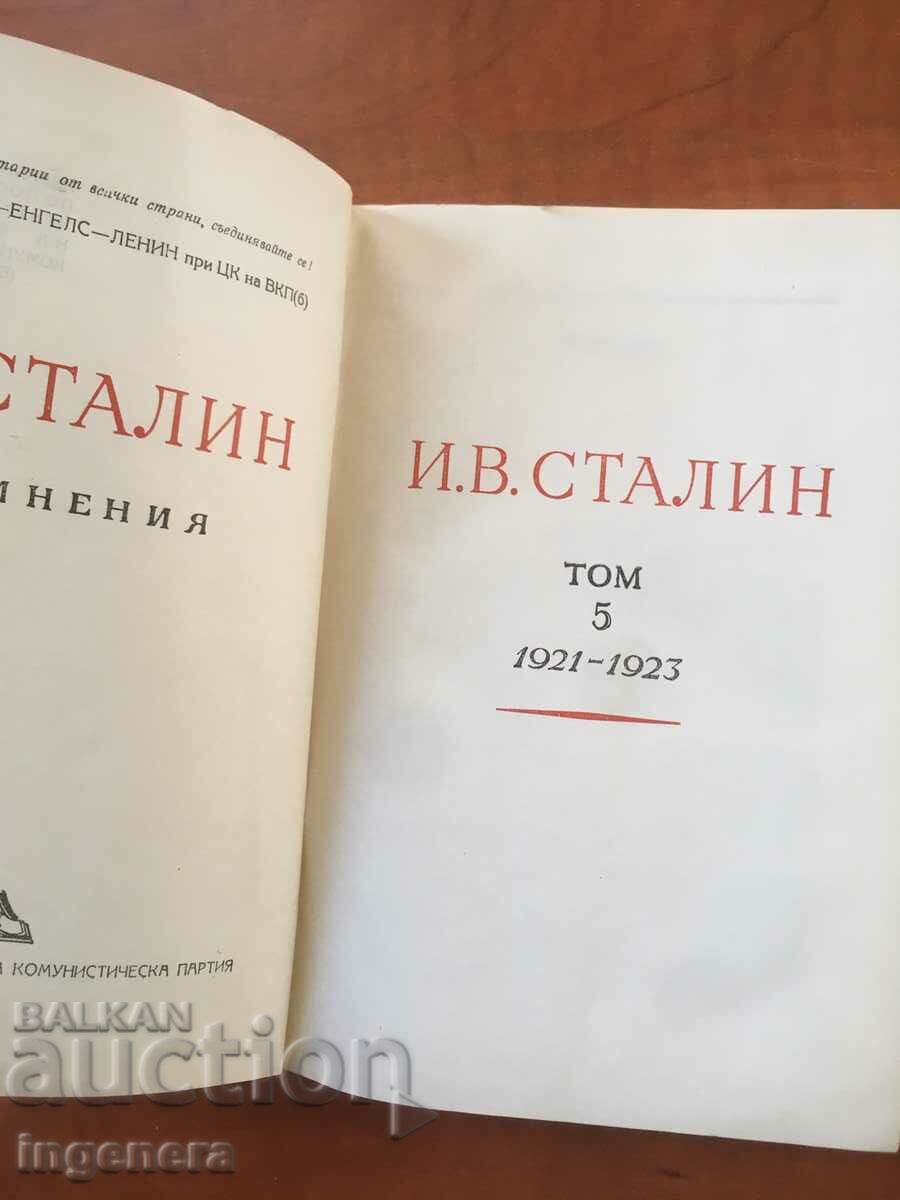 от всички страни, съединявайте се!
—ЕНГЕЛС—ЛЕНИН при ЦК на ВКП(б)
СТАЛИН
ИНЕНИЯ
КОМУНИСТИЧЕСКА ПАРТИЯ
И.В.СТАЛИН
ТОМ
5
1921-1923
BALKAN
auction
ingenera